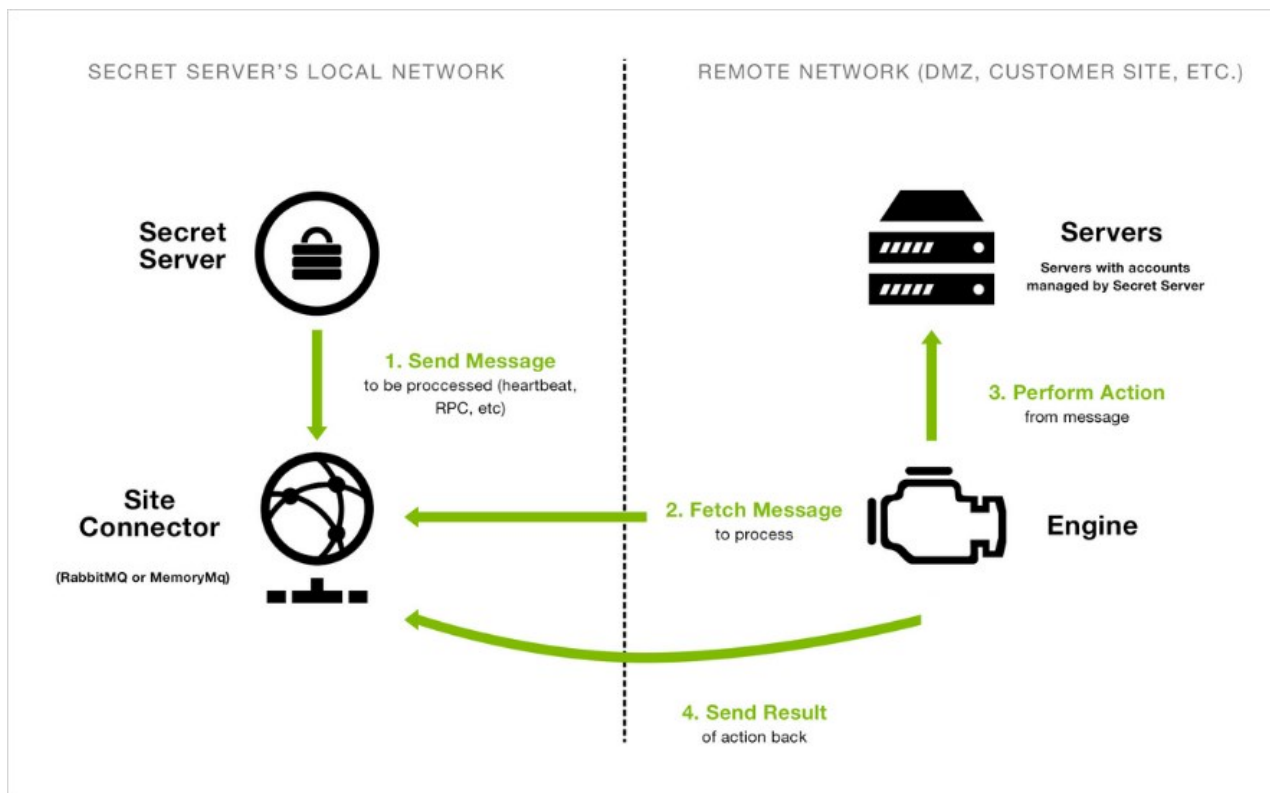 SECRET SERVER'S LOCAL NETWORK
REMOTE NETWORK (DMZ, CUSTOMER SITE, ETC.)
Secret
Server
Servers
Servers with accounts
managed by Secret Server
1. Send Message
to be proccessed (heartbeat,
RPC, etc)
3. Perform Action
from message
Site
Connector
(RabbitMQ or MemoryMq)
2. Fetch Message
to process
Engine
4. Send Result
of action back